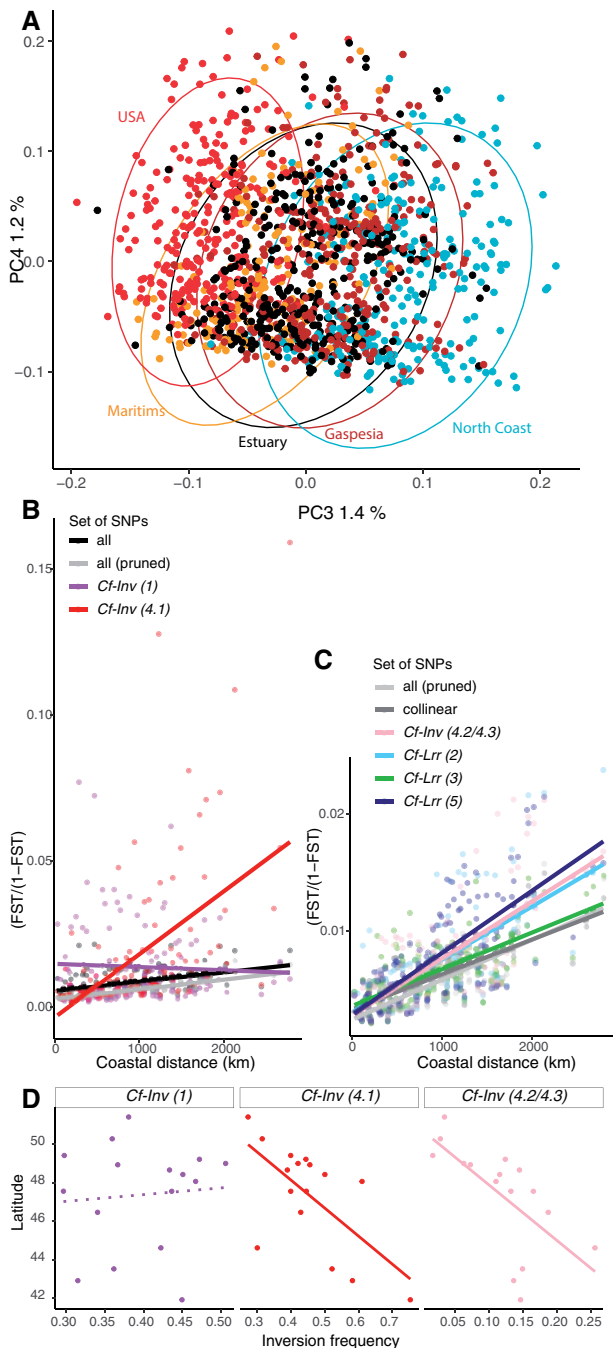 A
0.2
0.1
0.0
−0.1
PC4 1.2 %
USA
Maritims
Estuary
Gaspesia
North Coast
−0.2
−0.1
0.0
0.1
0.2
PC3 1.4 %
B
Set of SNPs
all
all (pruned)
Cf-Inv (1)
Cf-Inv (4.1)
0.15
0.10
0.05
0.00
(FST/(1−FST)
0
1000
2000
Coastal distance (km)
C
Set of SNPs
all (pruned)
collinear
Cf-Inv (4.2/4.3)
Cf-Lrr (2)
Cf-Lrr (3)
Cf-Lrr (5)
0.02
0.01
(FST/(1−FST)
0
1000
2000
Coastal distance (km)
D
Cf-Inv (1)
Cf-Inv (4.1)
Cf-Inv (4.2/4.3)
50
48
46
44
42
Latitude
0.30 0.35 0.40 0.45 0.50
0.3 0.4 0.5 0.6 0.7
0.05 0.10 0.15 0.20 0.25
Inversion frequency